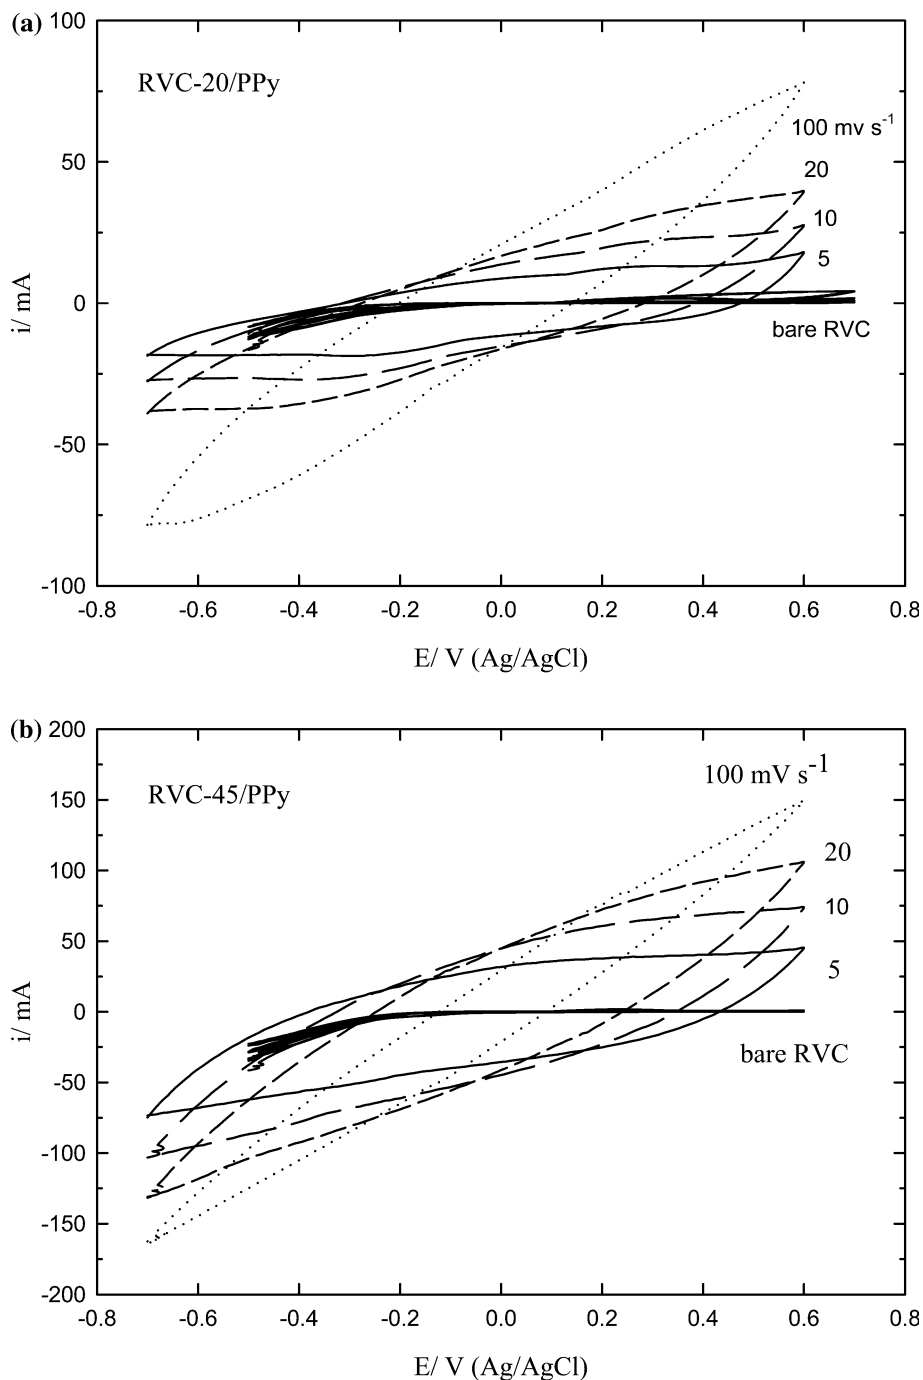 (a)
100
RVC-20/PPy
100 mv s-1
50
20
10
5
0
bare RVC
i/ mA
-50
-100
-0.8 -0.6 -0.4 -0.2 0.0 0.2 0.4 0.6 0.8
E/ V (Ag/AgCl)
(b)
200
100 mV s-1
RVC-45/PPy
150
20
100
10
50
5
0
bare RVC
i/ mA
-50
-100
-150
-200
-0.8 -0.6 -0.4 -0.2 0.0 0.2 0.4 0.6 0.8
E/ V (Ag/AgCl)